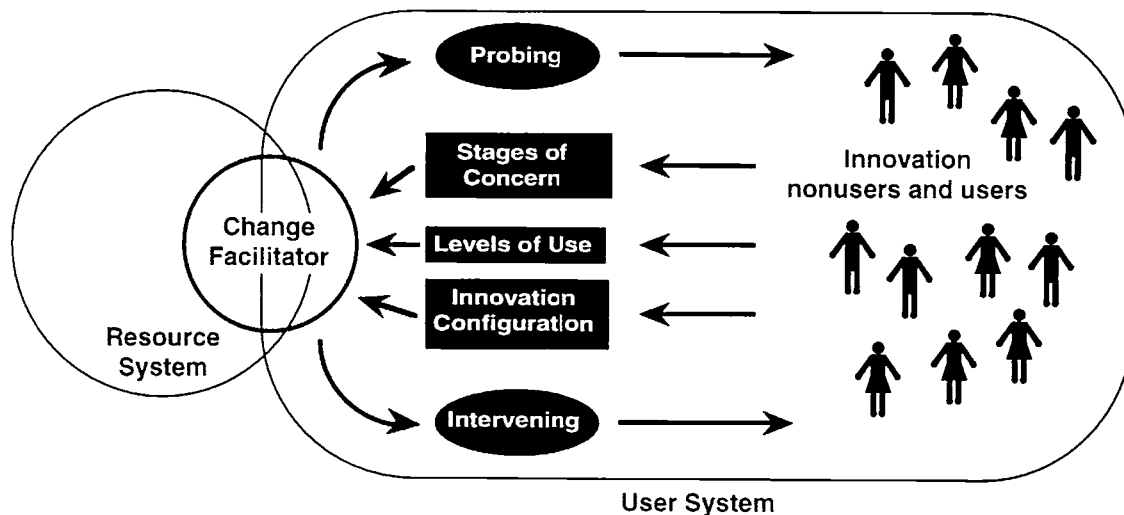 Probing
Stages of
Concern
Innovation
nonusers and users
Change
Facilitator
Levels of Use
Innovation
Configuration
Resource
System
Intervening
User System